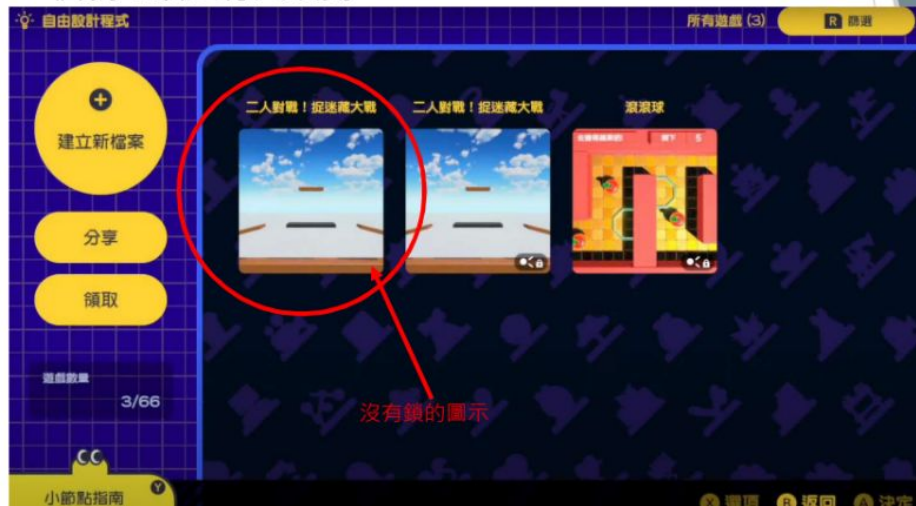 自由設計程式
所有遊戲 (3)
R 篩選
建立新檔案
二人對戰！捉迷藏大戰
二人對戰！捉迷藏大戰
滾滾球
分享
領取
遊戲數量
3/66
沒有鎖的圖示
小節點指南
Y
X 選項 B 返回 A 決定